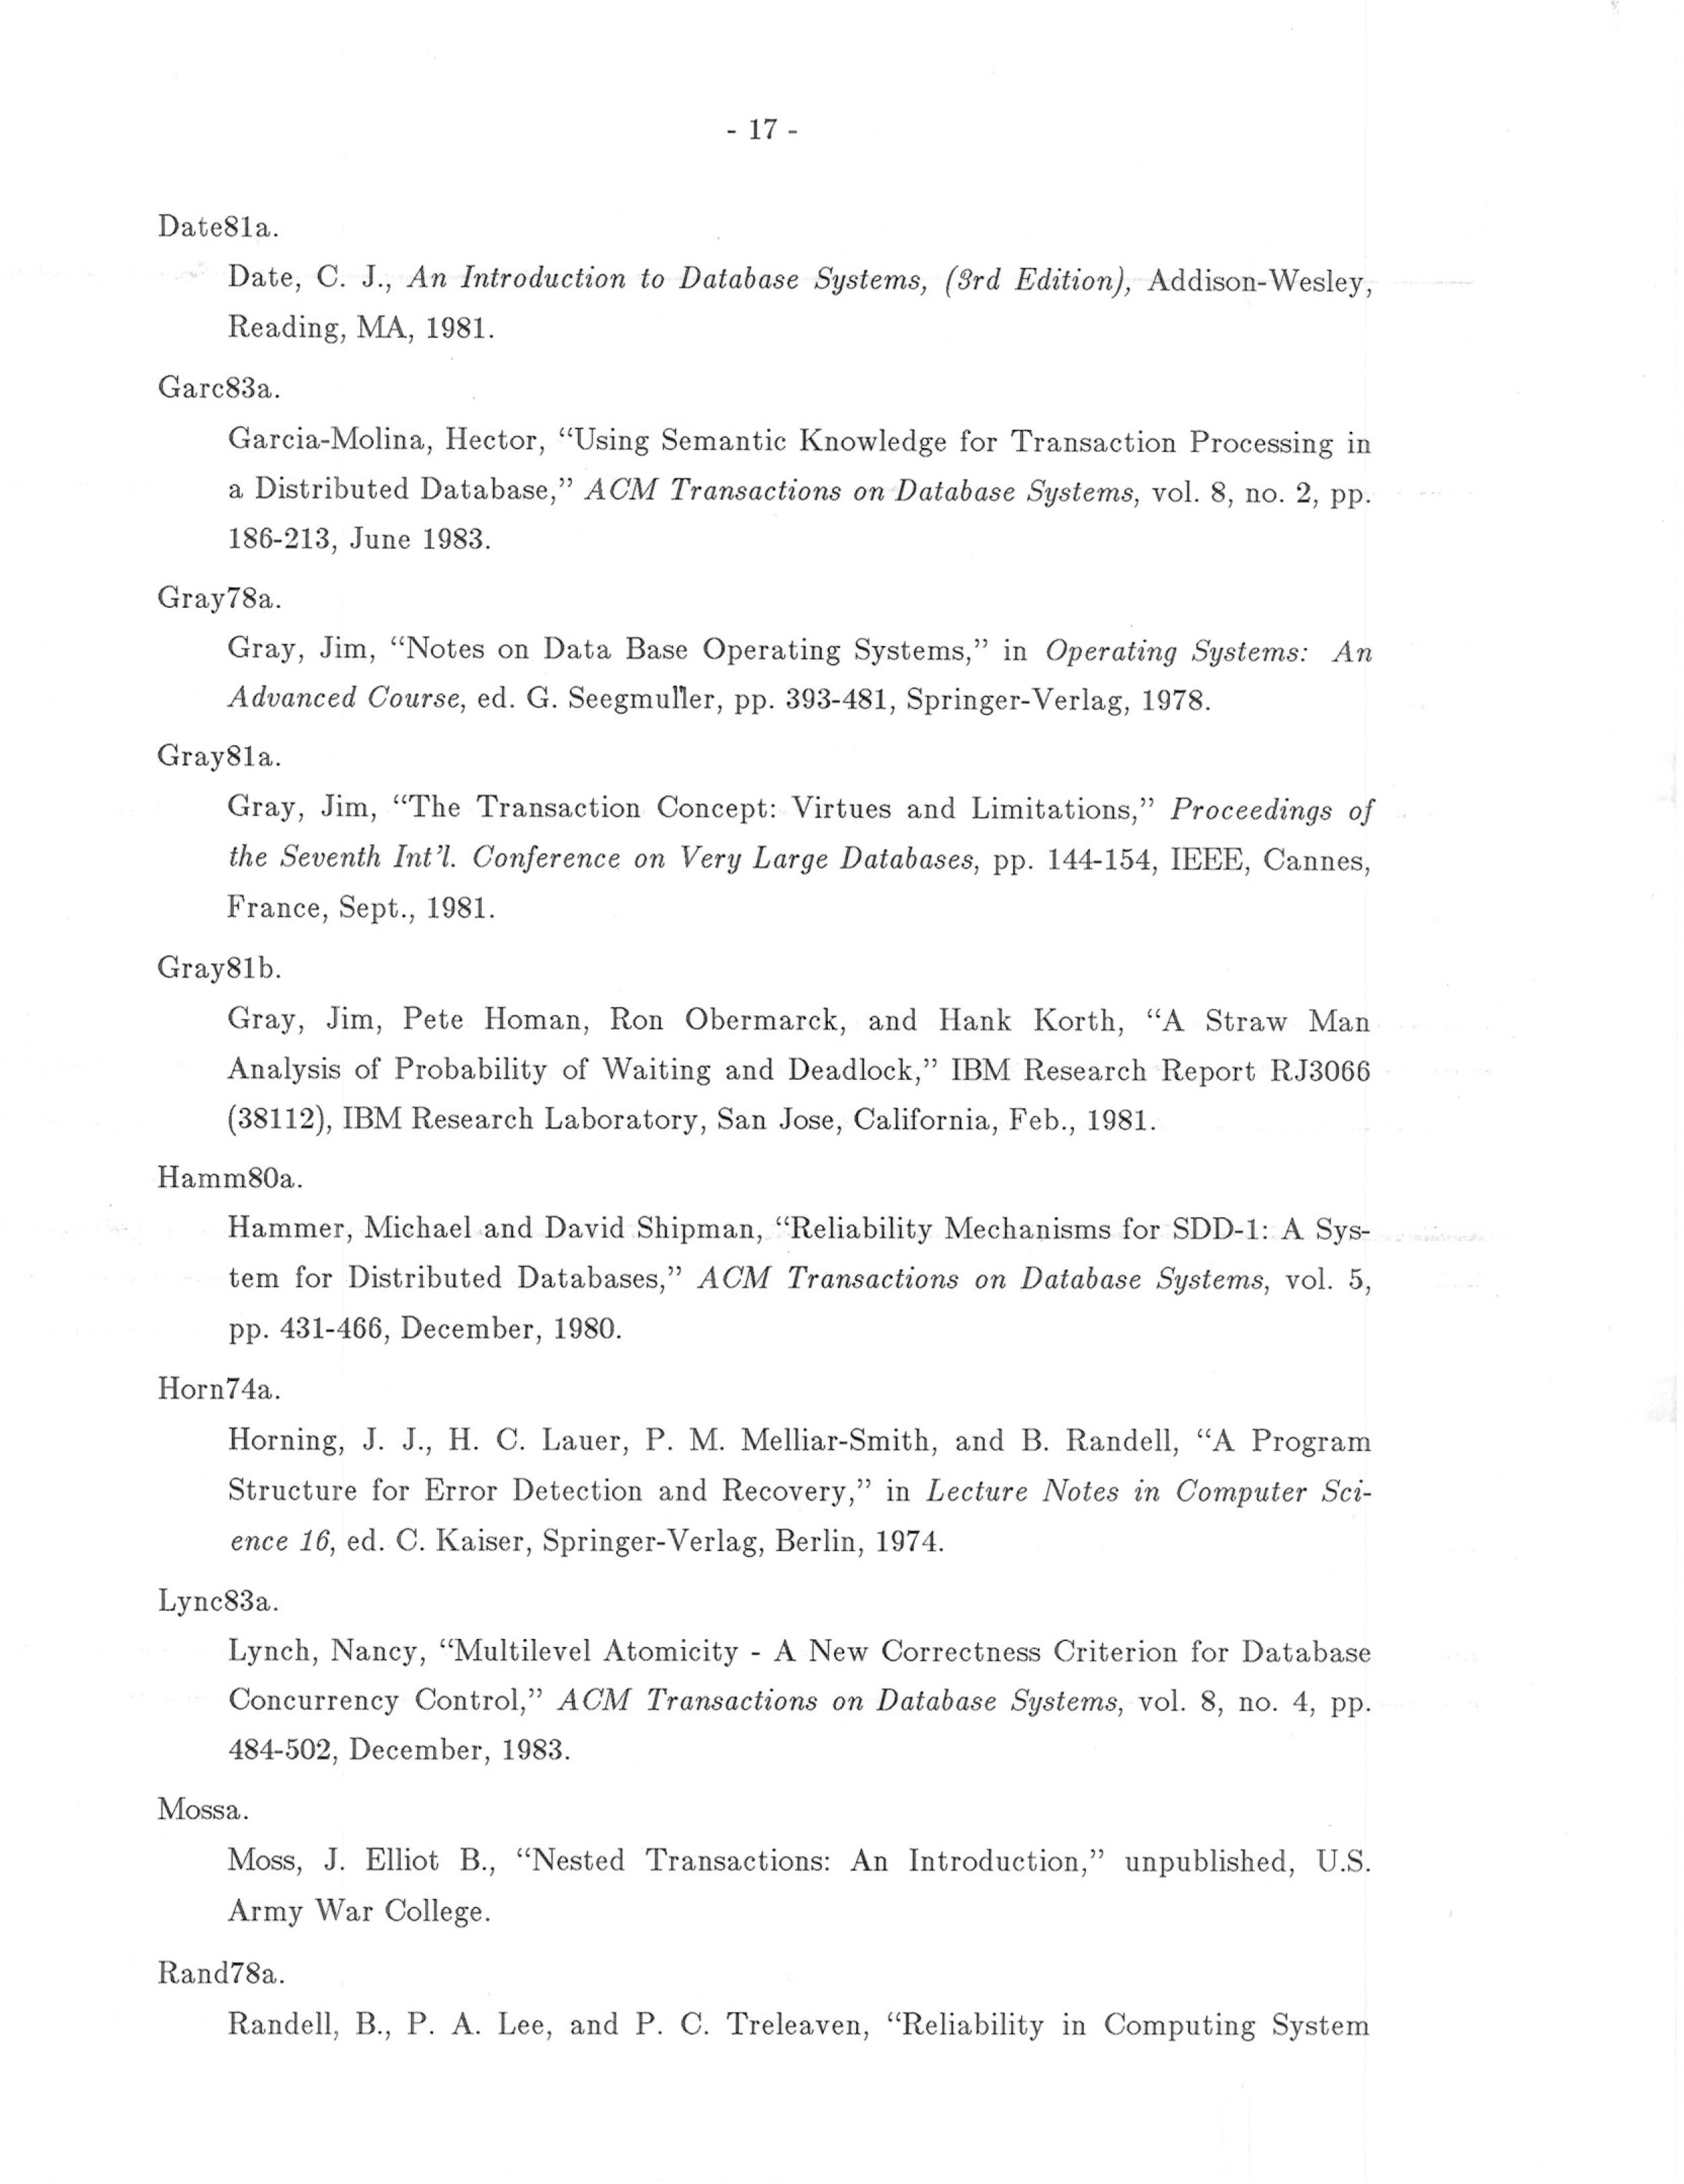 - 17 -
Date81a.
Date, C. J., An Introduction to Database Systems, (3rd Edition), Addison-Wesley,
Reading, MA, 1981.
Garc83a.
Garcia-Molina, Hector, “Using Semantic Knowledge for Transaction Processing in
a Distributed Database,” ACM Transactions on Database Systems, vol. 8, no. 2, pp.
186-213, June 1983.
Gray78a.
Gray, Jim, “Notes on Data Base Operating Systems,” in Operating Systems: An
Advanced Course, ed. G. Seegmuller, pp. 393-481, Springer-Verlag, 1978.
Gray81a.
Gray, Jim, “The Transaction Concept: Virtues and Limitations,” Proceedings of
the Seventh Int’l. Conference on Very Large Databases, pp. 144-154, IEEE, Cannes,
France, Sept., 1981.
Gray81b.
Gray, Jim, Pete Homan, Ron Obermarck, and Hank Korth, “A Straw Man
Analysis of Probability of Waiting and Deadlock,” IBM Research Report RJ3066
(38112), IBM Research Laboratory, San Jose, California, Feb., 1981.
Hamm80a.
Hammer, Michael and David Shipman, “Reliability Mechanisms for SDD-1: A Sys-
tem for Distributed Databases,” ACM Transactions on Database Systems, vol. 5,
pp. 431-466, December, 1980.
Horn74a.
Horning, J. J., H. C. Lauer, P. M. Melliar-Smith, and B. Randell, “A Program
Structure for Error Detection and Recovery,” in Lecture Notes in Computer Sci-
ence 16, ed. C. Kaiser, Springer-Verlag, Berlin, 1974.
Lync83a.
Lynch, Nancy, “Multilevel Atomicity - A New Correctness Criterion for Database
Concurrency Control,” ACM Transactions on Database Systems, vol. 8, no. 4, pp.
484-502, December, 1983.
Mossa.
Moss, J. Elliot B., “Nested Transactions: An Introduction,” unpublished, U.S.
Army War College.
Rand78a.
Randell, B., P. A. Lee, and P. C. Treleaven, “Reliability in Computing System